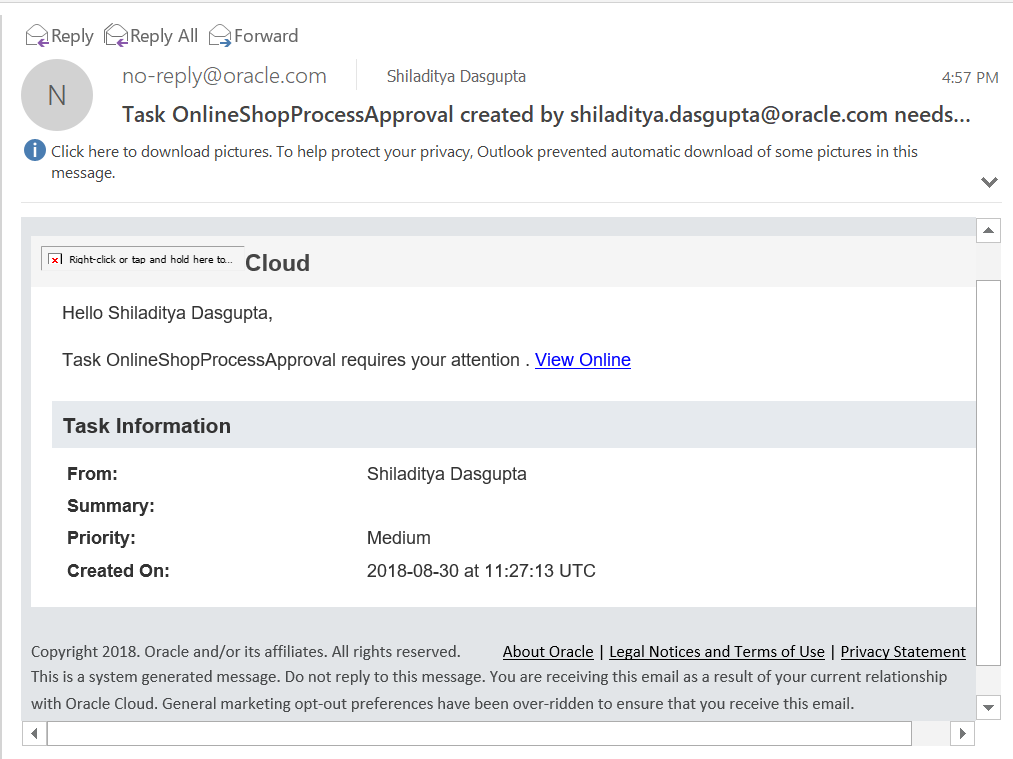 Reply Reply All Forward
N
no-reply@oracle.com Shiladitya Dasgupta 4:57 PM
Task OnlineShopProcessApproval created by shiladitya.dasgupta@oracle.com needs...
Click here to download pictures. To help protect your privacy, Outlook prevented automatic download of some pictures in this
message.
Right-click or tap and hold here to... Cloud
Hello Shiladitya Dasgupta,
Task OnlineShopProcessApproval requires your attention . View Online
Task Information
From: Shiladitya Dasgupta
Summary:
Priority: Medium
Created On: 2018-08-30 at 11:27:13 UTC
Copyright 2018. Oracle and/or its affiliates. All rights reserved. About Oracle | Legal Notices and Terms of Use | Privacy Statement
This is a system generated message. Do not reply to this message. You are receiving this email as a result of your current relationship
with Oracle Cloud. General marketing opt-out preferences have been over-ridden to ensure that you receive this email.